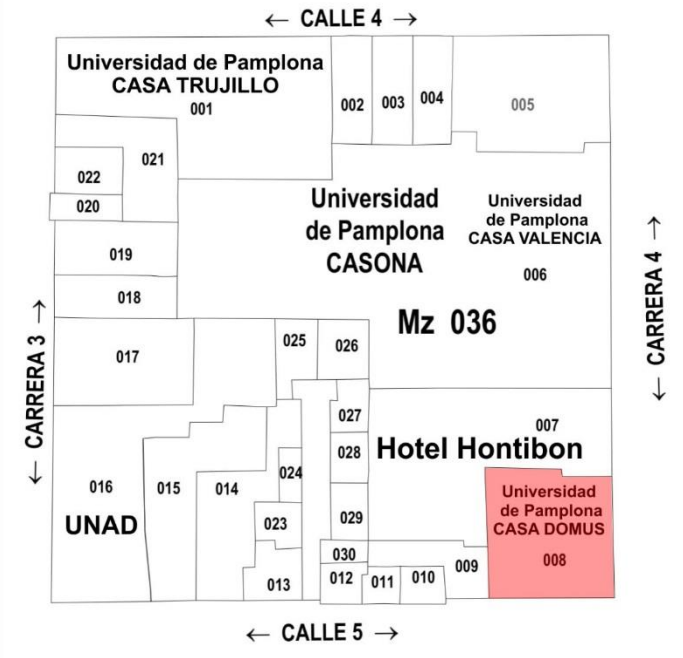 ← CALLE 4 →
Universidad de Pamplona
CASA TRUJILLO
001
002
003
004
005
021
022
020
019
018
Universidad
de Pamplona
CASONA
Universidad
de Pamplona
CASA VALENCIA
006
Mz 036
← CARRERA 3 →
← CARRERA 4 →
017
025
026
027
028
029
030
007
Hotel Hontibon
016
UNAD
015
014
024
023
013
012
011
010
009
Universidad
de Pamplona
CASA DOMUS
008
← CALLE 5 →